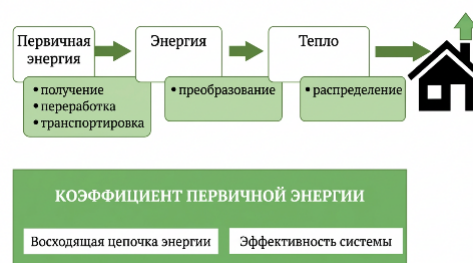 Первичная
энергия
• получение
• переработка
• транспортировка
Энергия
• преобразование
Тепло
• распределение
КОЭФФИЦИЕНТ ПЕРВИЧНОЙ ЭНЕРГИИ
Восходящая цепочка энергии
Эффективность системы